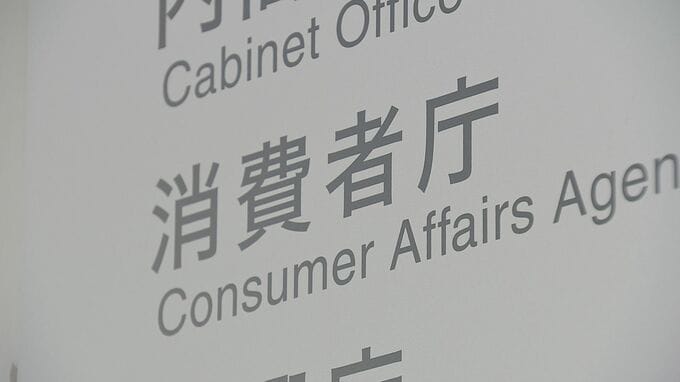 Cabinet Office
消費者庁
Consumer Affairs Agen